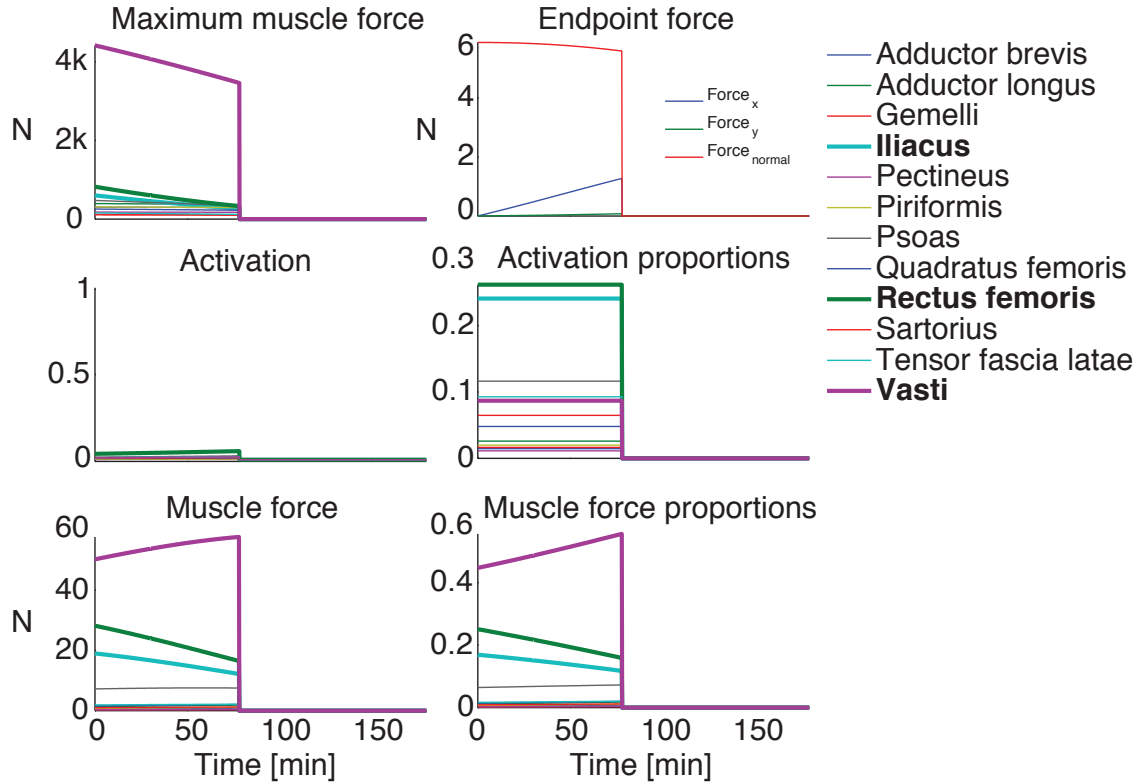 Maximum muscle force
4k
N
2k
0
Endpoint force
6
4
N
2
0
Force x
Force y
Force normal
Adductor brevis
Adductor longus
Gemelli
Iliacus
Pectineus
Piriformis
Psoas
Quadratus femoris
Rectus femoris
Sartorius
Tensor fascia latae
Vasti
Activation
1
0.5
0
Activation proportions
0.3
0.2
0.1
0
Muscle force
60
40
N
20
0
0 50 100 150
Time [min]
Muscle force proportions
0.6
0.4
0.2
0
0 50 100 150
Time [min]